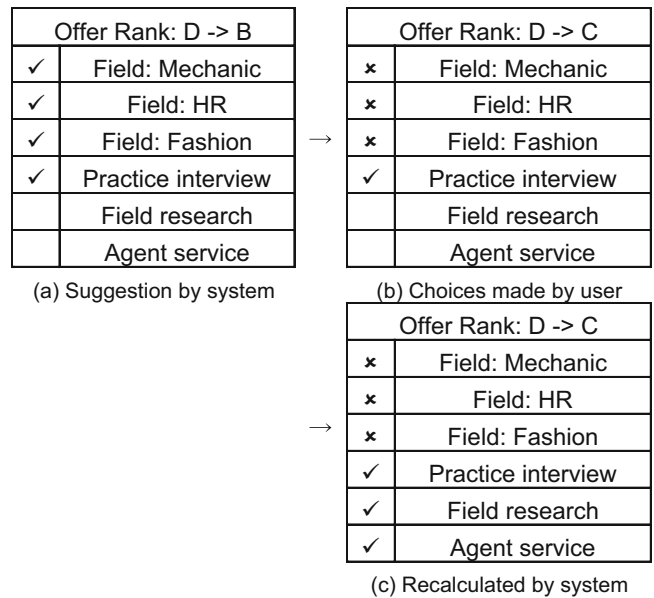 Offer Rank: D -> B
✓ Field: Mechanic
✓ Field: HR
✓ Field: Fashion
✓ Practice interview
Field research
Agent service
(a) Suggestion by system
→
Offer Rank: D -> C
✗ Field: Mechanic
✗ Field: HR
✗ Field: Fashion
✓ Practice interview
Field research
Agent service
(b) Choices made by user
→
Offer Rank: D -> C
✗ Field: Mechanic
✗ Field: HR
✗ Field: Fashion
✓ Practice interview
✓ Field research
✓ Agent service
(c) Recalculated by system